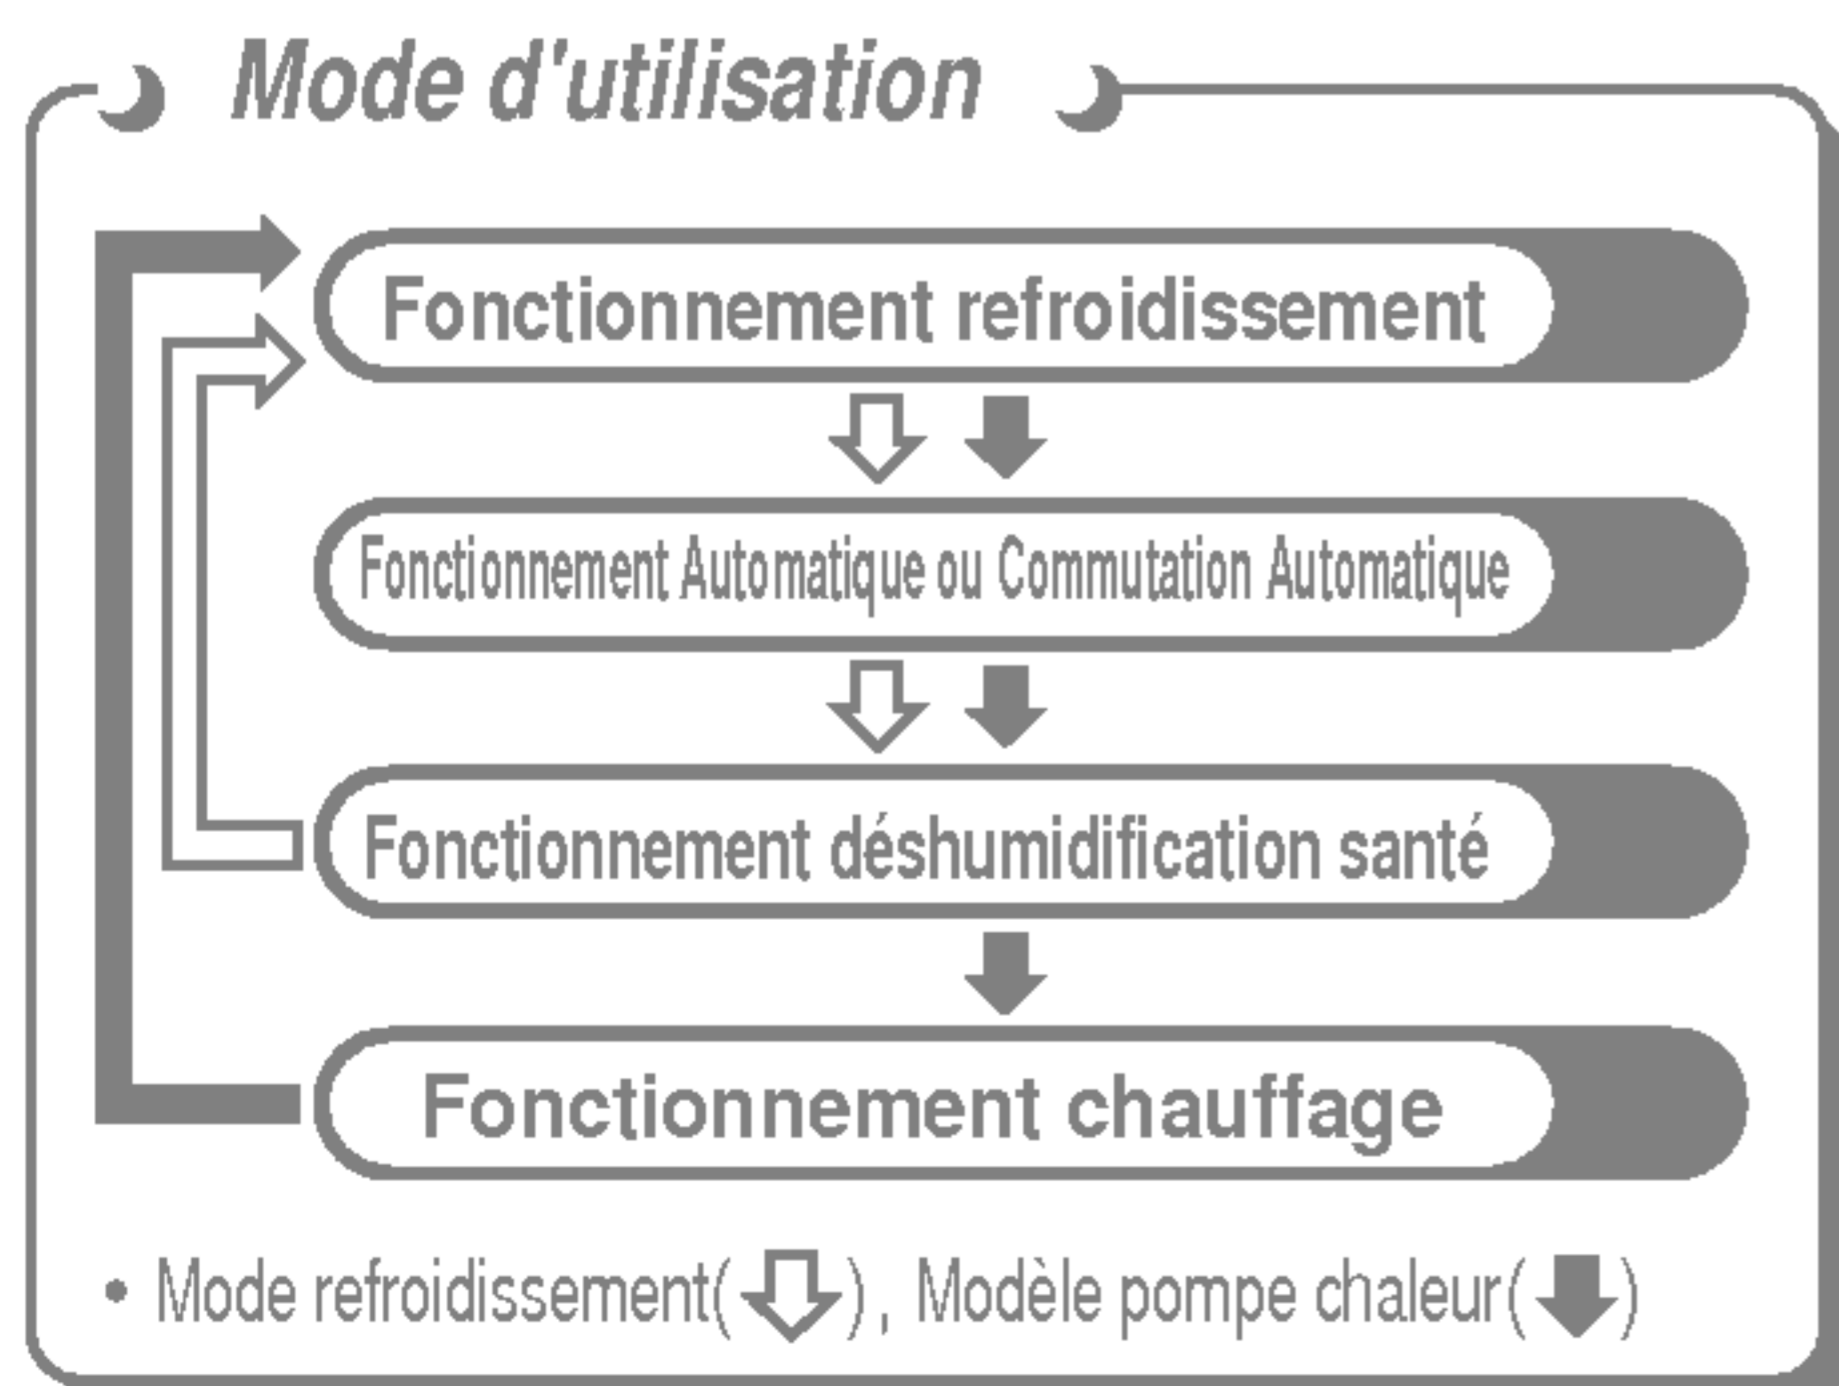 Mode d'utilisation
Fonctionnement refroidissement
Fonctionnement Automatique ou Commutation Automatique
Fonctionnement déshumidification santé
Fonctionnement chauffage
• Mode refroidissement( ), Modèle pompe chaleur( )